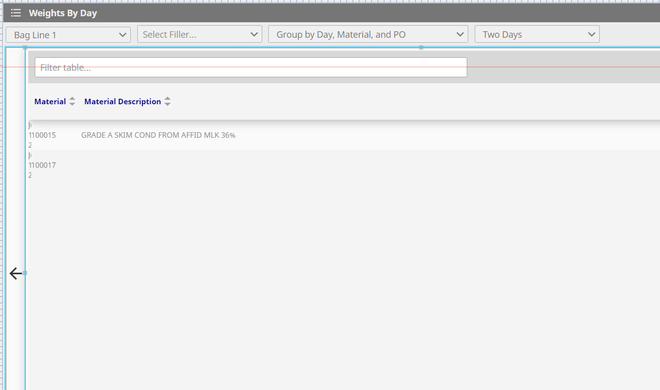 Weights By Day
Bag Line 1
Select Filler...
Group by Day, Material, and PO
Two Days
Filter table...
Material
Material Description
1100015
GRADE A SKIM COND FROM AFFID MLK 36%
2
1100017
2